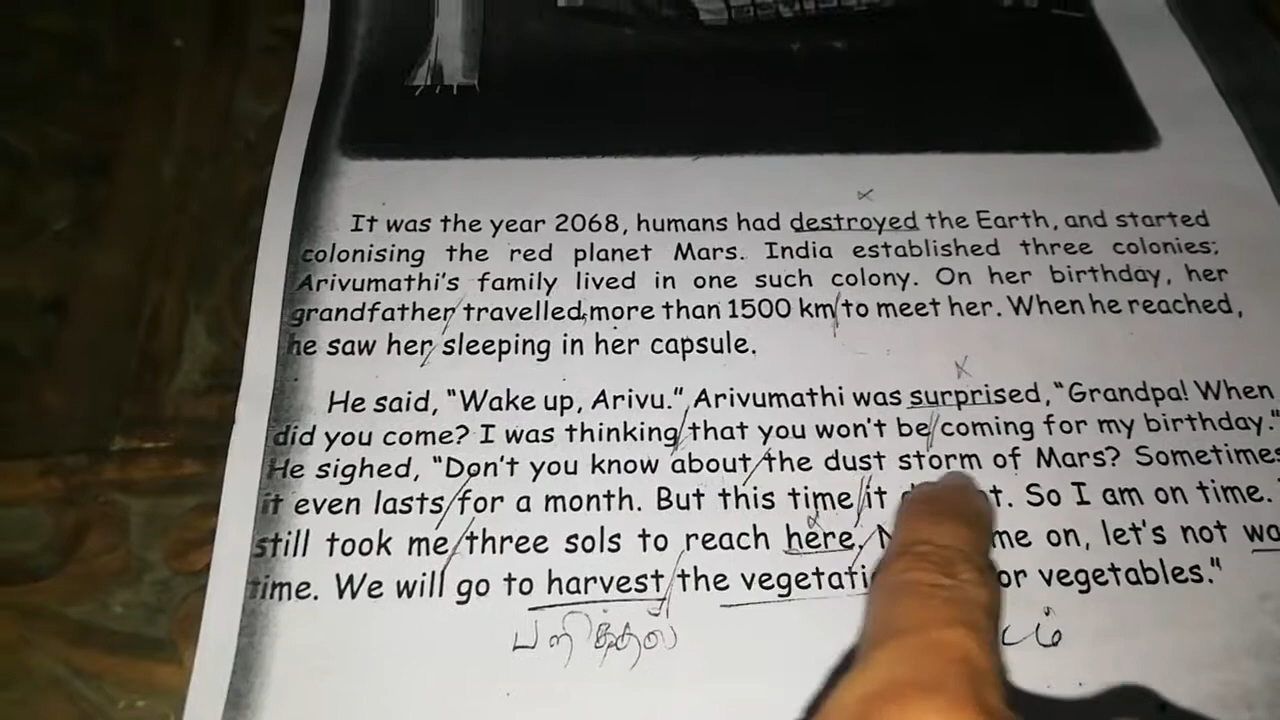 It was the year 2068, humans had destroyed the Earth, and started
colonising the red planet Mars. India established three colonies;
Arivumathi's family lived in one such colony. On her birthday, her
grandfather travelled more than 1500 km to meet her. When he reached,
he saw her sleeping in her capsule.
He said, "Wake up, Arivu." Arivumathi was surprised, "Grandpa! When
did you come? I was thinking that you won't be coming for my birthday."
He sighed, "Don't you know about the dust storm of Mars? Sometimes
it even lasts for a month. But this time it So I am on time.
still took me three sols to reach here. on, let's not
time. We will go to harvest the or vegetables."